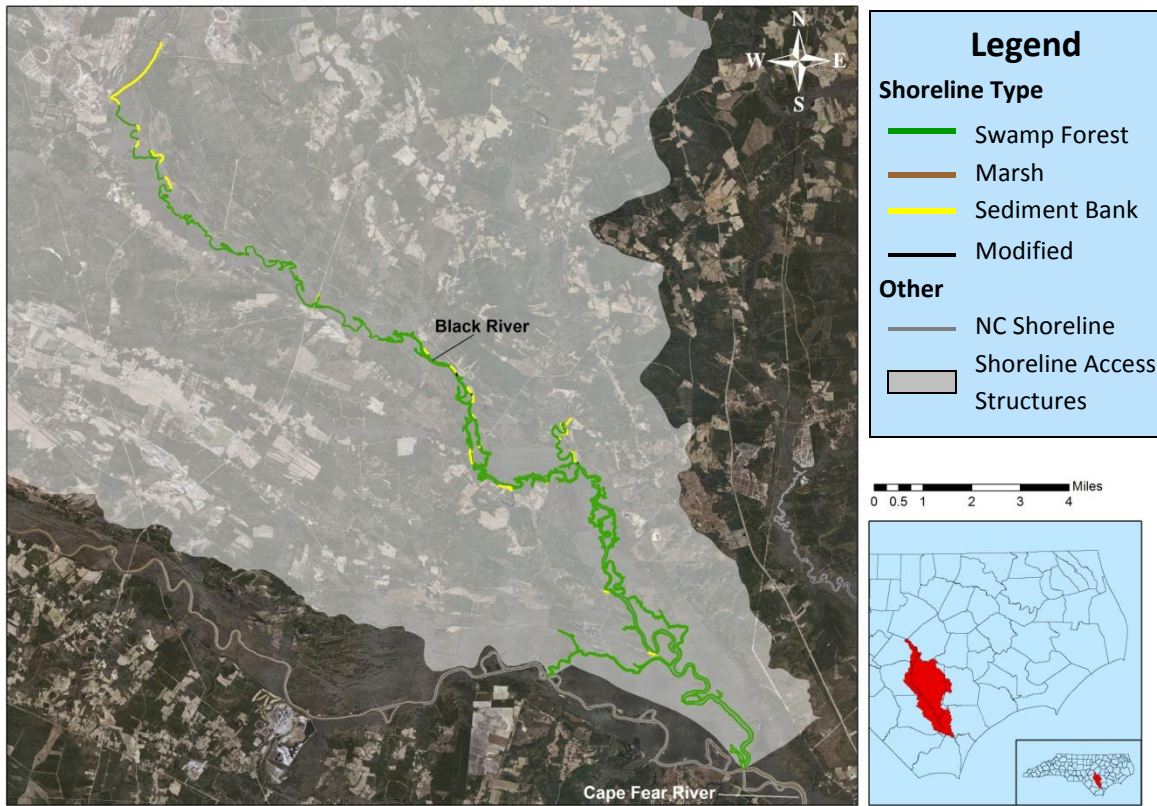 N
W E
S
Black River
Cape Fear River
Legend
Shoreline Type
Swamp Forest
Marsh
Sediment Bank
Modified
Other
NC Shoreline
Shoreline Access
Structures
Miles
0 0.5 1 2 3 4